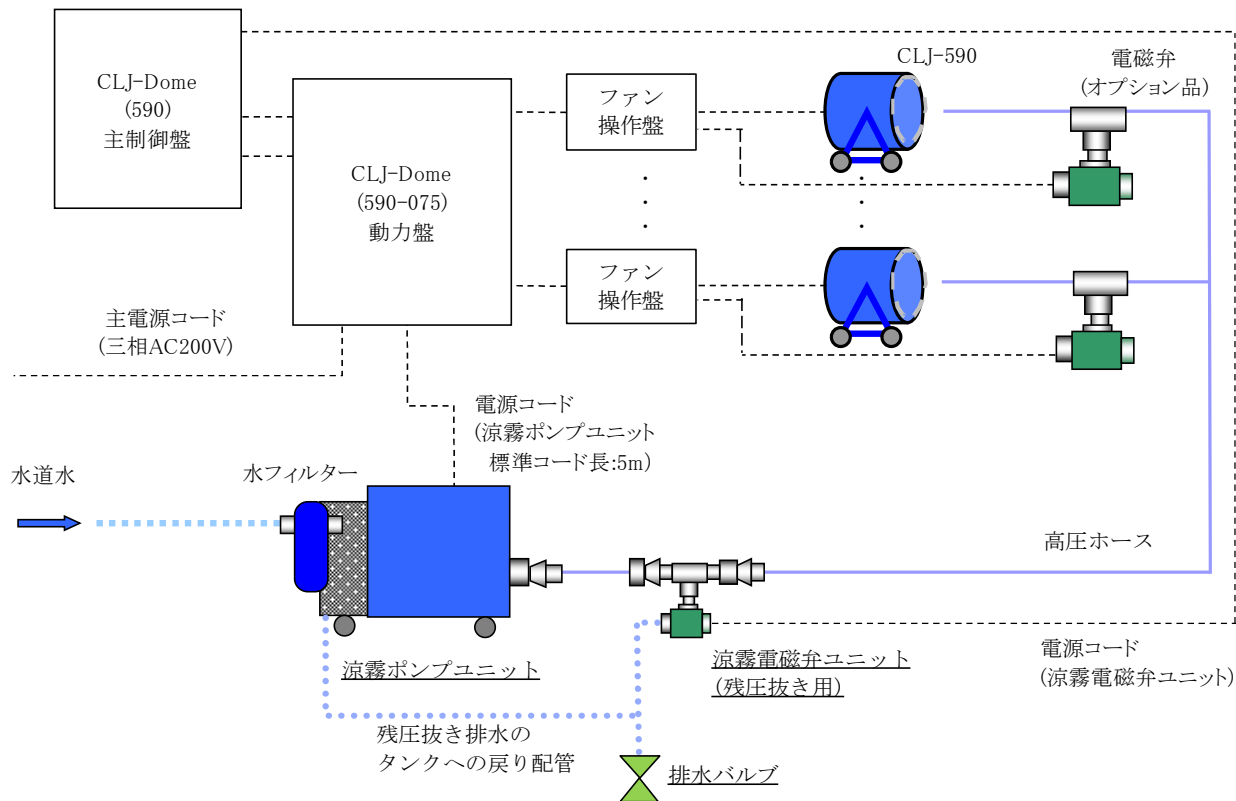 CLJ-Dome
(590)
主制御盤
CLJ-Dome
(590-075)
動力盤
ファン
操作盤
CLJ-590
電磁弁
(オプション品)
ファン
操作盤
主電源コード
(三相AC200V)
電源コード
(涼霧ポンプユニット
標準コード長:5m)
水道水
水フィルター
高圧ホース
涼霧ポンプユニット
涼霧電磁弁ユニット
(残圧抜き用)
電源コード
(涼霧電磁弁ユニット)
残圧抜き排水の
タンクへの戻り配管
排水バルブ